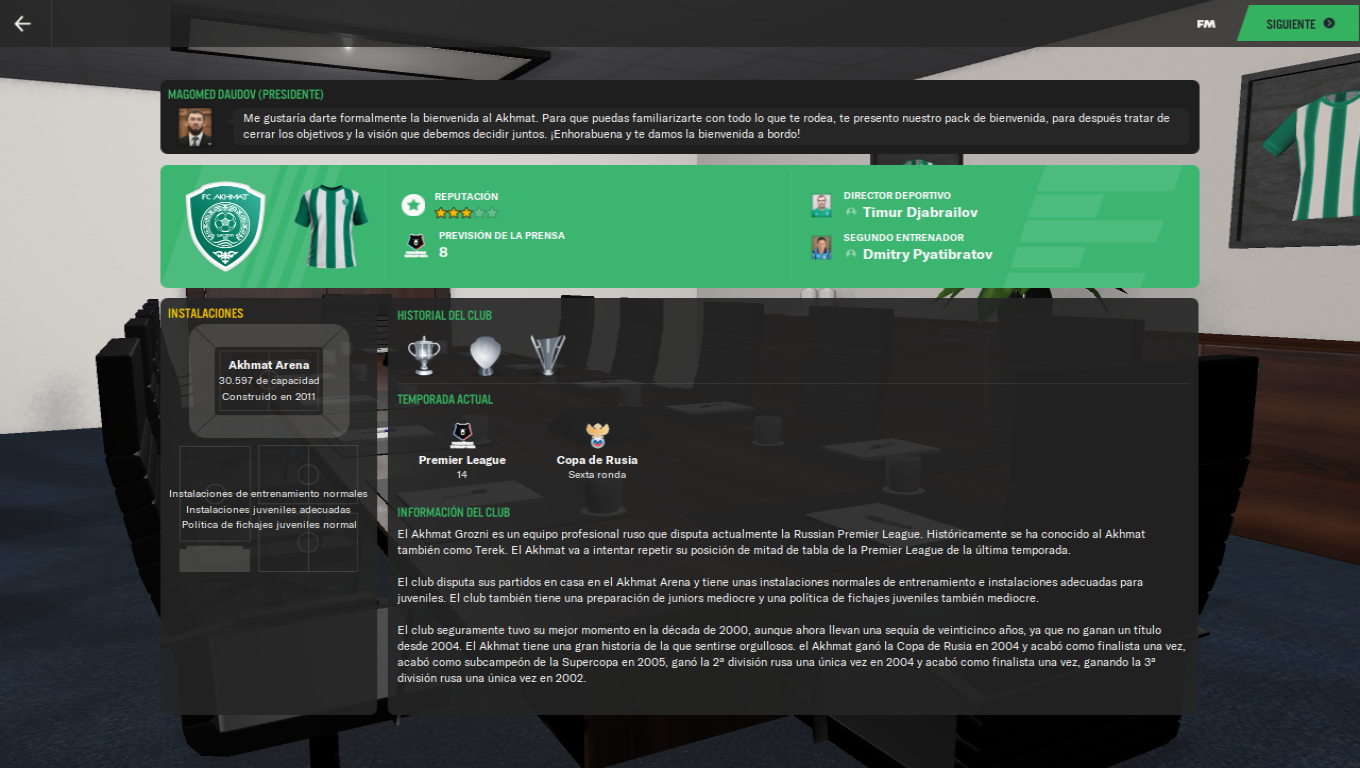 FM
SIGUIENTE
MAGOMED DAUDOV (PRESIDENTE)
Me gustaría darte formalmente la bienvenida al Akhmat. Para que puedas familiarizarte con todo lo que te rodea, te presento nuestro pack de bienvenida, para después tratar de
cerrar los objetivos y la visión que debemos decidir juntos. ¡Enhorabuena y te damos la bienvenida a bordo!
FC AKHMAT
REPUTACIÓN
PREVISIÓN DE LA PRENSA
8
DIRECTOR DEPORTIVO
Timur Djabrailov
SEGUNDO ENTRENADOR
Dmitry Pyatibratov
INSTALACIONES
Akhmat Arena
30.597 de capacidad
Construido en 2011
Instalaciones de entrenamiento normales
Instalaciones juveniles adecuadas
Política de fichajes juveniles normal
HISTORIAL DEL CLUB
TEMPORADA ACTUAL
Premier League
14
Copa de Rusia
Sexta ronda
INFORMACIÓN DEL CLUB
El Akhmat Grozni es un equipo profesional ruso que disputa actualmente la Russian Premier League. Históricamente se ha conocido al Akhmat
también como Terek. El Akhmat va a intentar repetir su posición de mitad de tabla de la Premier League de la última temporada.
El club disputa sus partidos en casa en el Akhmat Arena y tiene unas instalaciones normales de entrenamiento e instalaciones adecuadas para
juveniles. El club también tiene una preparación de juniors mediocre y una política de fichajes juveniles también mediocre.
El club seguramente tuvo su mejor momento en la década de 2000, aunque ahora llevan una sequía de veinticinco años, ya que no ganan un título
desde 2004. El Akhmat tiene una gran historia de la que sentirse orgullosos. el Akhmat ganó la Copa de Rusia en 2004 y acabó como finalista una vez,
acabó como subcampeón de la Supercopa en 2005, ganó la 2ª división rusa una única vez en 2004 y acabó como finalista una vez, ganando la 3ª
división rusa una única vez en 2002.